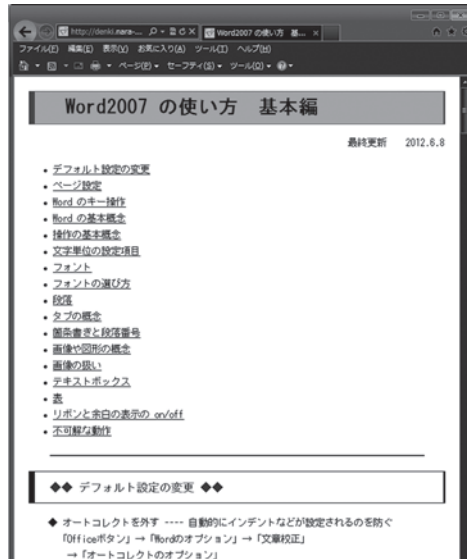 http://denki.nara-...
Word2007 の使い方 基...
ファイル(F) 編集(E) 表示(V) お気に入り(A) ツール(T) ヘルプ(H)
ページ(P) セーフティ(S) ツール(O)
Word2007 の使い方 基本編
最終更新 2012.6.8
• デフォルト設定の変更
• ページ設定
• Word のキー操作
• Word の基本概念
• 操作の基本概念
• 文字単位の設定項目
• フォント
• フォントの選び方
• 段落
• タブの概念
• 箇条書きと段落番号
• 画像や図形の概念
• 画像の扱い
• テキストボックス
• 表
• リボンと余白の表示の on/off
• 不可解な動作
◆◆ デフォルト設定の変更 ◆◆
◆ オートコレクトを外す ---- 自動的にインデントなどが設定されるのを防ぐ
「Officeボタン」→「Wordのオプション」→「文章校正」
→「オートコレクトのオプション」